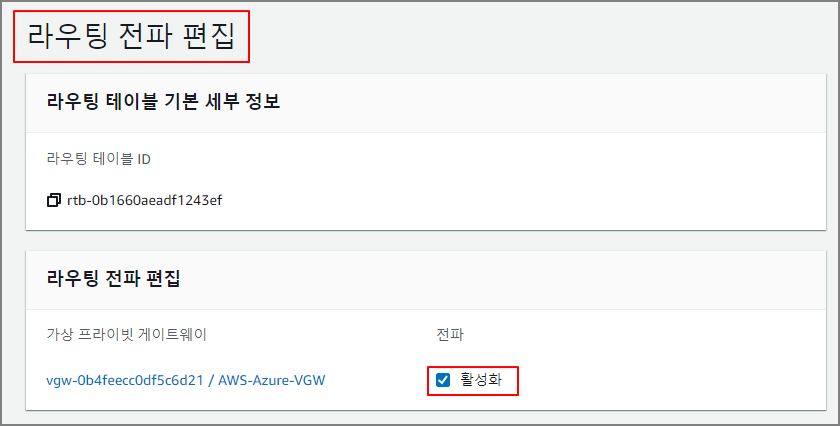 라우팅 전파 편집
라우팅 테이블 기본 세부 정보
라우팅 테이블 ID
rtb-0b1660aeadf1243ef
라우팅 전파 편집
가상 프라이빗 게이트웨이 전파
vgw-0b4feecc0df5c6d21 / AWS-Azure-VGW 활성화